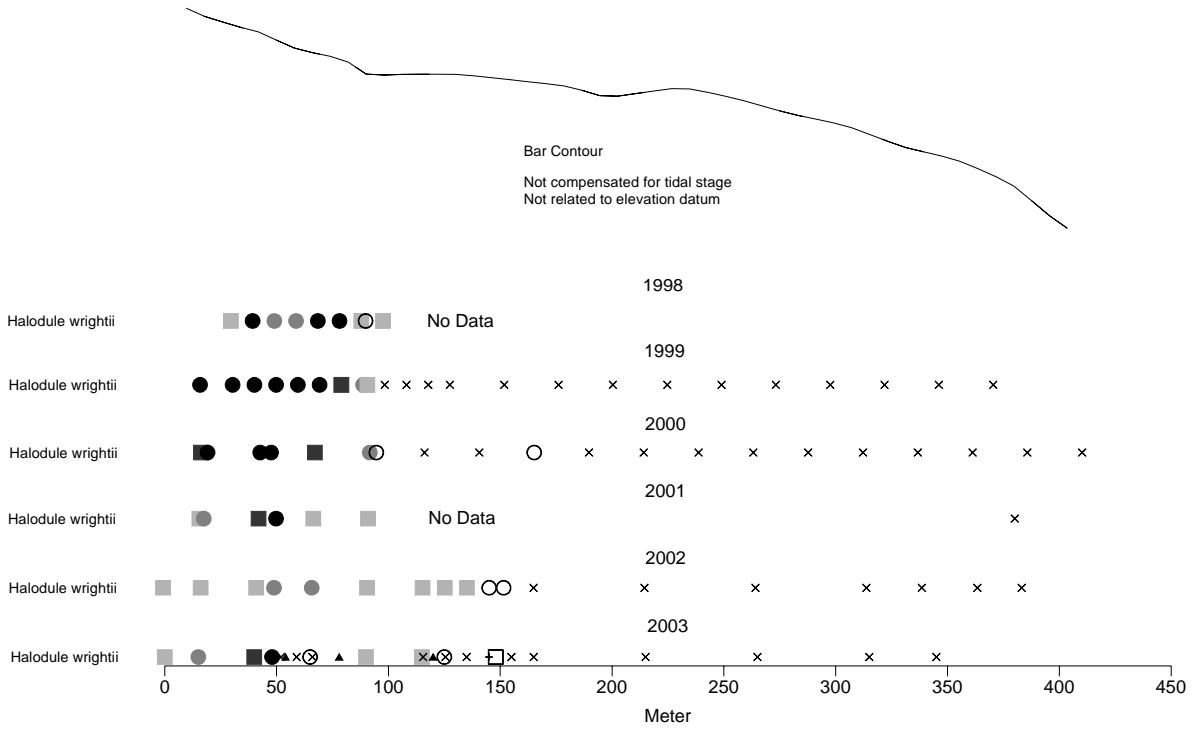 Bar Contour
Not compensated for tidal stage
Not related to elevation datum
1998
Halodule wrightii No Data
1999
Halodule wrightii
2000
Halodule wrightii
2001
Halodule wrightii No Data
2002
Halodule wrightii
2003
Halodule wrightii
0 50 100 150 200 250 300 350 400 450
Meter